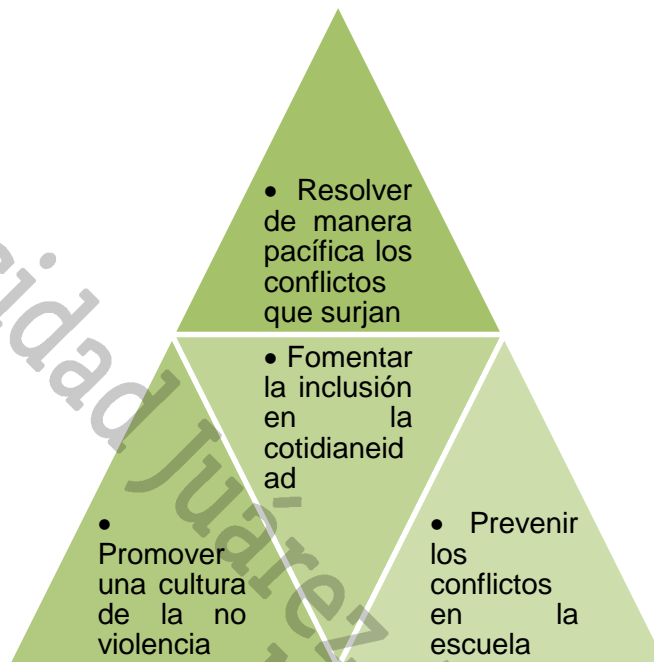 • Resolver
de manera
pacífica los
conflictos
que surjan
• Fomentar
la inclusión
en la
cotidianeid
ad
•
Promover
una cultura
de la no
violencia
• Prevenir
los
conflictos
en la
escuela
Juárez